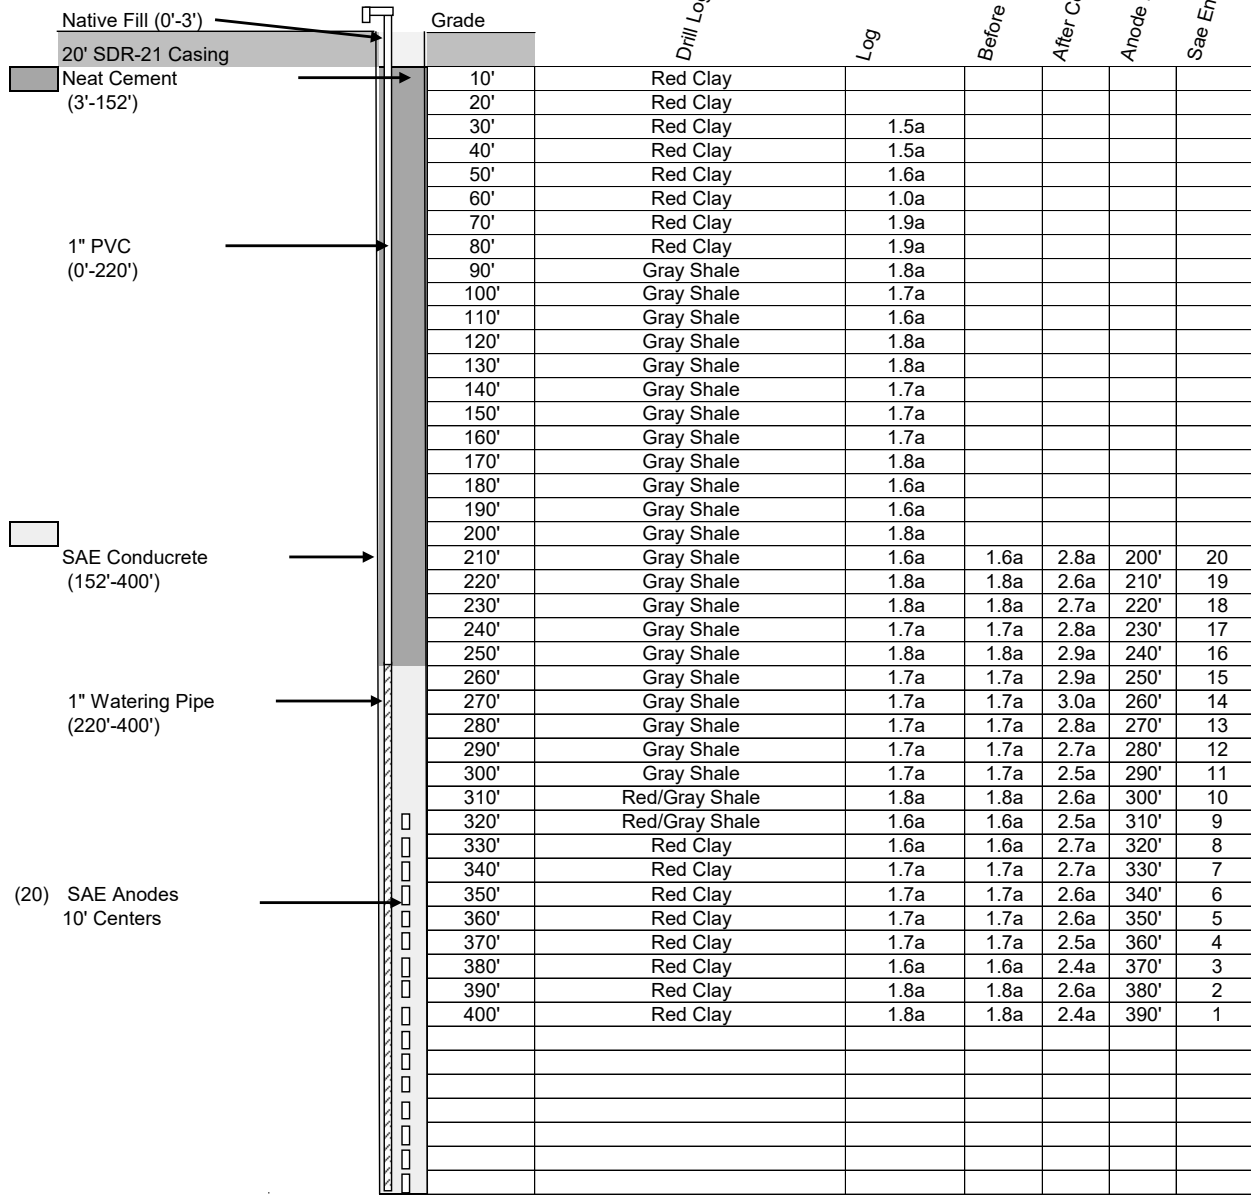 Native Fill (0'-3')
20' SDR-21 Casing
Neat Cement
(3'-152')
1" PVC
(0'-220')
SAE Conducrete
(152'-400')
1" Watering Pipe
(220'-400')
(20) SAE Anodes
10' Centers
Grade Drill Log Log Before After Anode Sae
10' Red Clay
20' Red Clay
30' Red Clay 1.5a
40' Red Clay 1.5a
50' Red Clay 1.6a
60' Red Clay 1.0a
70' Red Clay 1.9a
80' Red Clay 1.9a
90' Gray Shale 1.8a
100' Gray Shale 1.7a
110' Gray Shale 1.6a
120' Gray Shale 1.8a
130' Gray Shale 1.8a
140' Gray Shale 1.7a
150' Gray Shale 1.7a
160' Gray Shale 1.7a
170' Gray Shale 1.8a
180' Gray Shale 1.6a
190' Gray Shale 1.6a
200' Gray Shale 1.8a
210' Gray Shale 1.6a 1.6a 2.8a 200' 20
220' Gray Shale 1.8a 1.8a 2.6a 210' 19
230' Gray Shale 1.8a 1.8a 2.7a 220' 18
240' Gray Shale 1.7a 1.7a 2.8a 230' 17
250' Gray Shale 1.8a 1.8a 2.9a 240' 16
260' Gray Shale 1.7a 1.7a 2.9a 250' 15
270' Gray Shale 1.7a 1.7a 3.0a 260' 14
280' Gray Shale 1.7a 1.7a 2.8a 270' 13
290' Gray Shale 1.7a 1.7a 2.7a 280' 12
300' Gray Shale 1.7a 1.7a 2.5a 290' 11
310' Red/Gray Shale 1.8a 1.8a 2.6a 300' 10
320' Red/Gray Shale 1.6a 1.6a 2.5a 310' 9
330' Red Clay 1.6a 1.6a 2.7a 320' 8
340' Red Clay 1.7a 1.7a 2.7a 330' 7
350' Red Clay 1.7a 1.7a 2.6a 340' 6
360' Red Clay 1.7a 1.7a 2.6a 350' 5
370' Red Clay 1.7a 1.7a 2.5a 360' 4
380' Red Clay 1.6a 1.6a 2.4a 370' 3
390' Red Clay 1.8a 1.8a 2.6a 380' 2
400' Red Clay 1.8a 1.8a 2.4a 390' 1